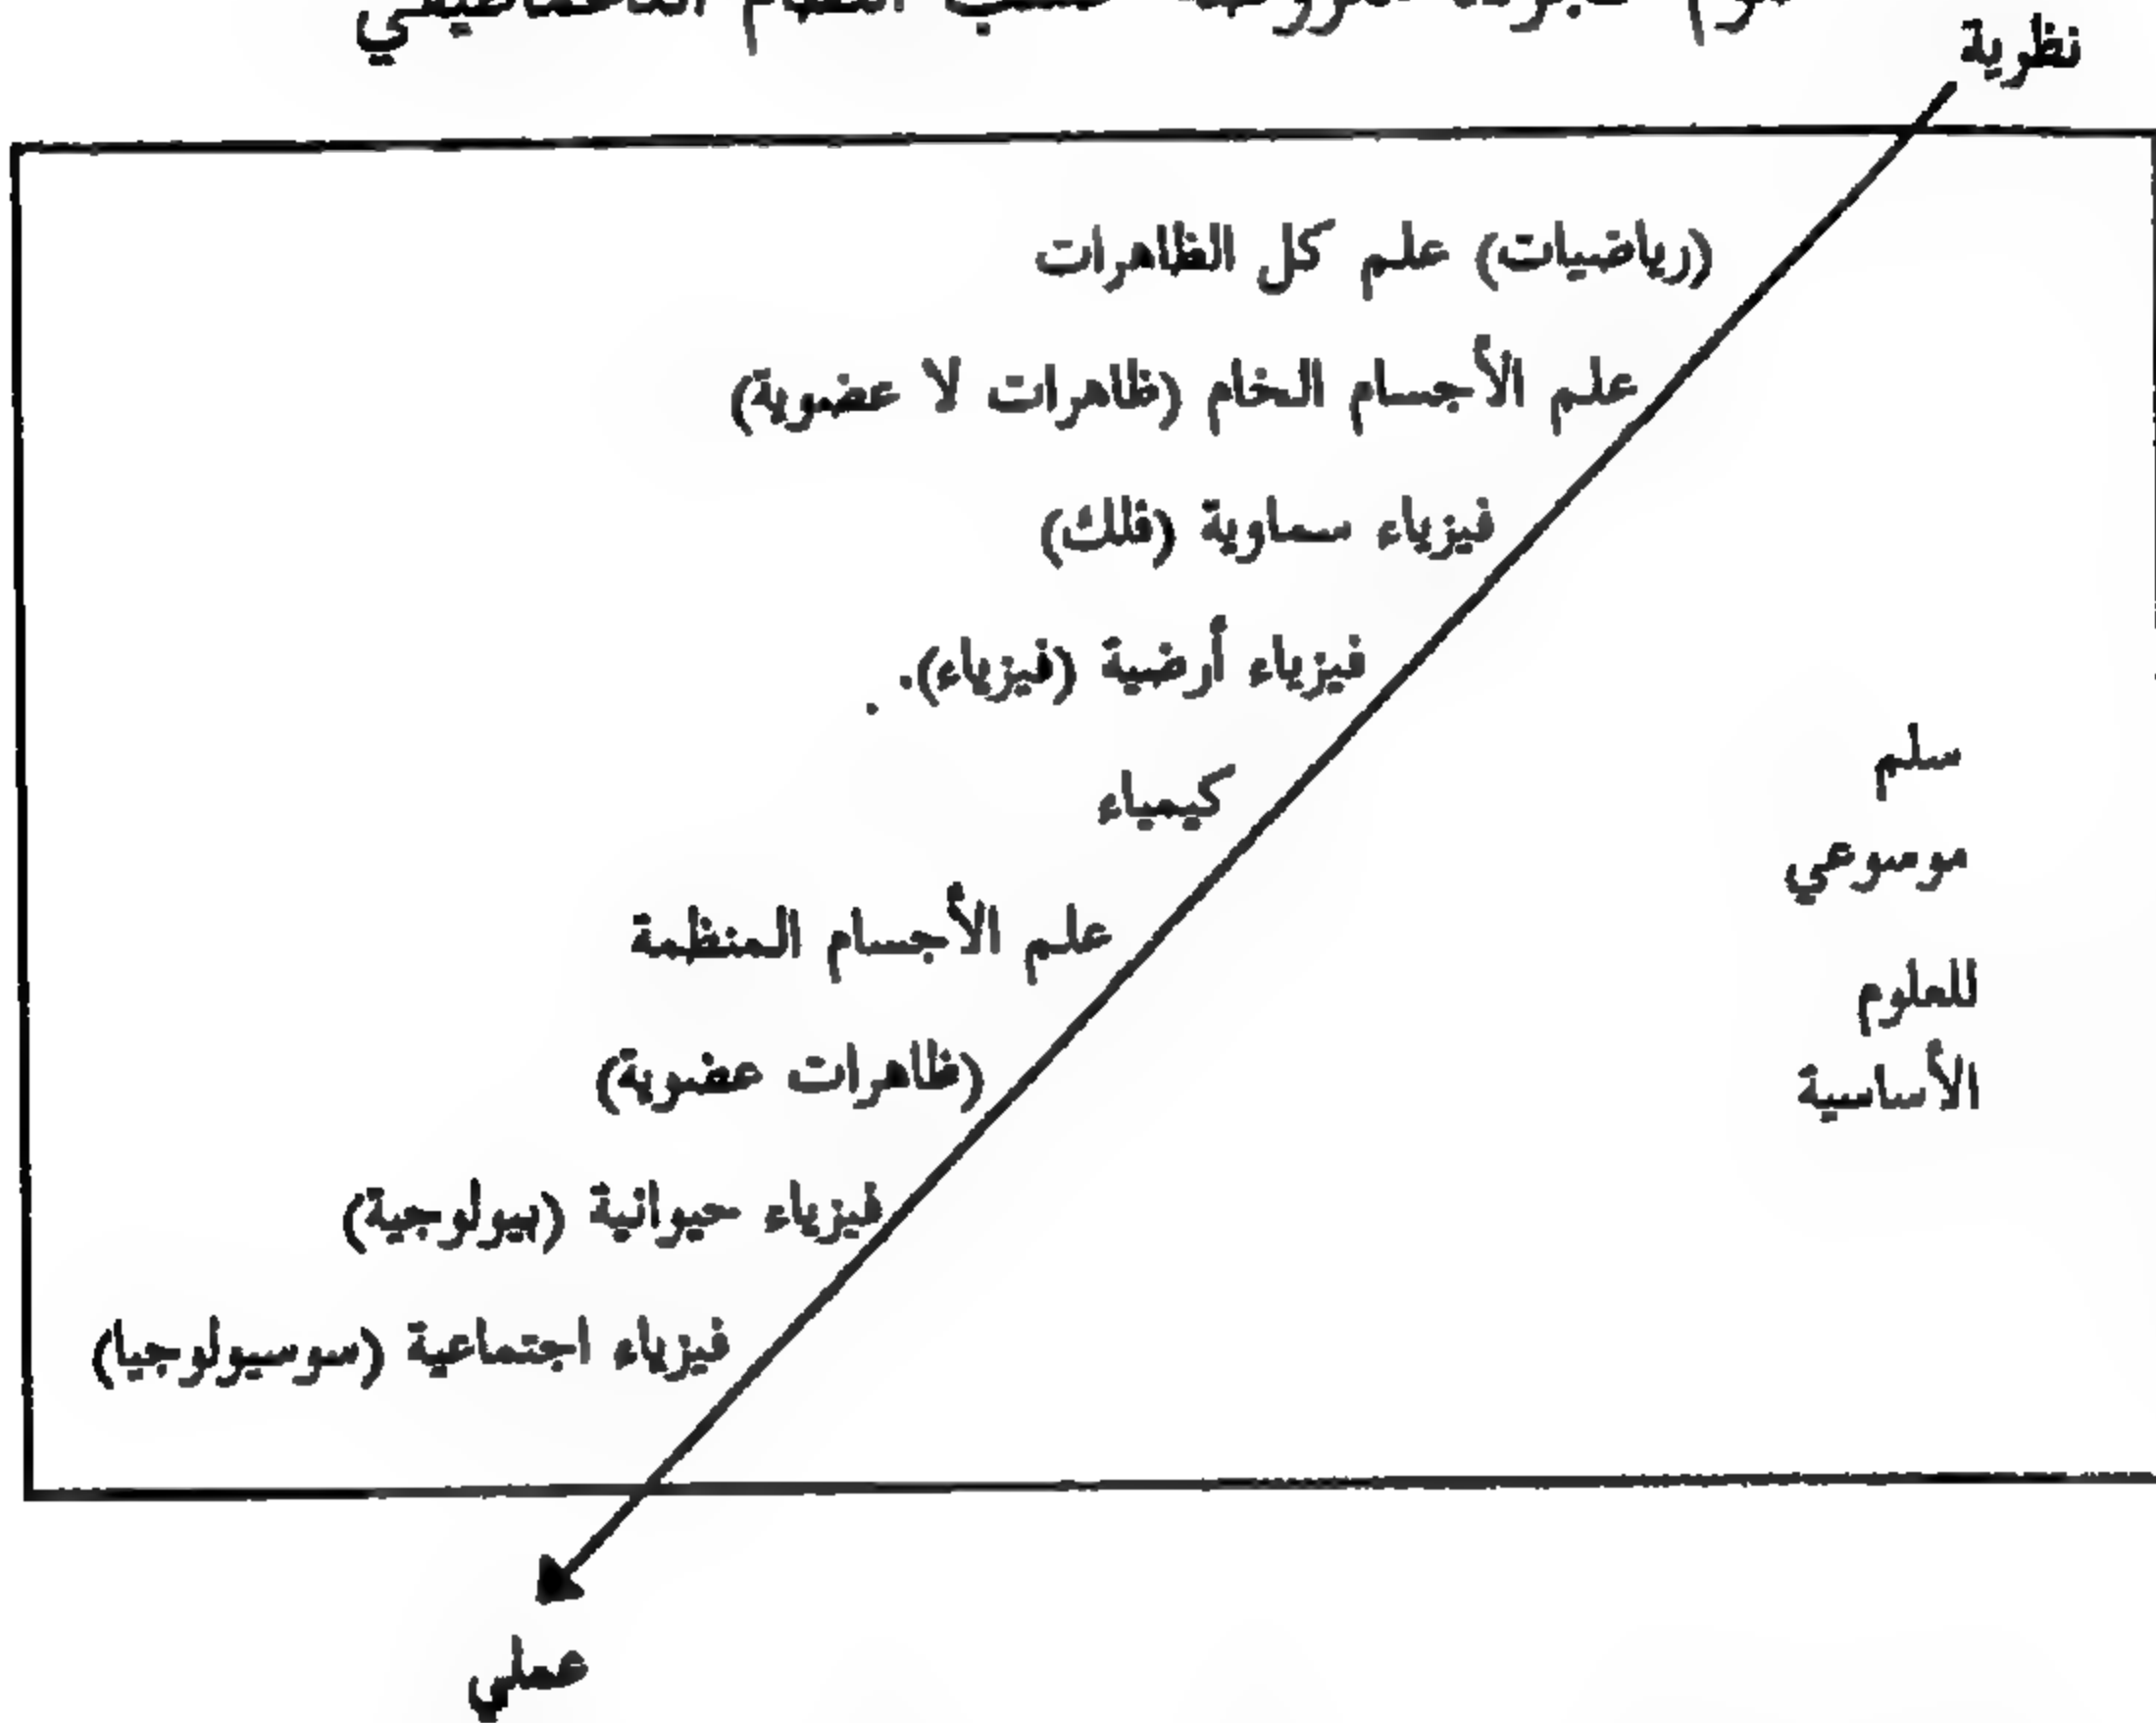 نظرية
(رياضيات) علم كل الظاهرات
علم الأجسام الخام (ظاهرات لا عضوية)
فيزياء سماوية (فلك)
فيزياء أرضية (فيزياء).
كيمياء
علم الأجسام المنظمة
(ظاهرات عضوية)
فيزياء حيوانية (بيولوجية)
فيزياء اجتماعية (سوسيولوجيا)
سلم
موسوعي
للعلوم
الأساسية
عملي